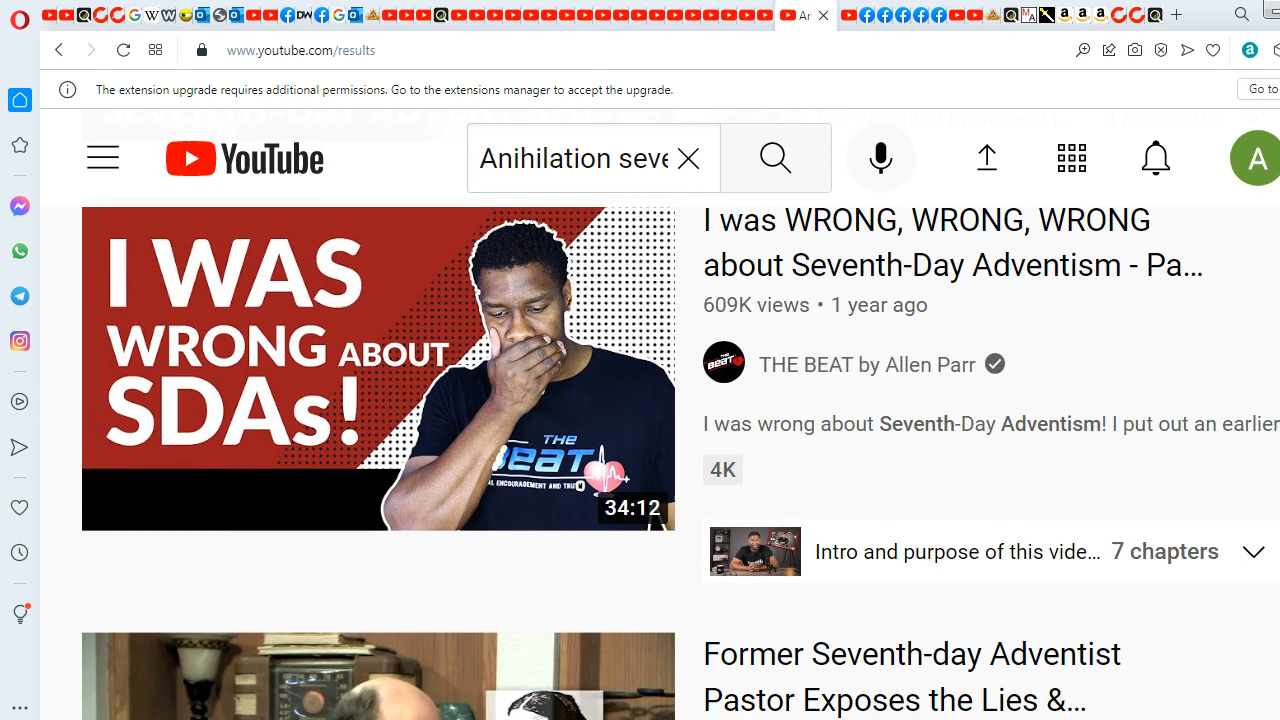 Ar
www.youtube.com/results
The extension upgrade requires additional permissions. Go to the extensions manager to accept the upgrade.
Go to
YouTube
Anihilation seve
A
I WAS
WRONG ABOUT
SDAs!
THE
BEAT
34:12
I was WRONG, WRONG, WRONG
about Seventh-Day Adventism - Pa...
609K views • 1 year ago
THE BEAT by Allen Parr
I was wrong about Seventh-Day Adventism! I put out an earlier
4K
Intro and purpose of this vide... 7 chapters
Former Seventh-day Adventist
Pastor Exposes the Lies &...